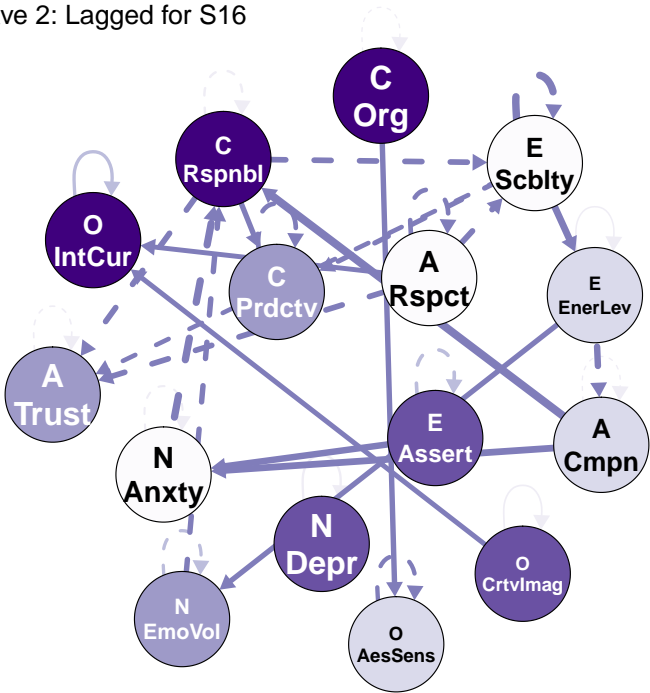 ve 2: Lagged for S16
C
Org
C
Rspnbl
E
Scblty
O
IntCur
C
Prdctv
A
Rspct
E
EnerLev
A
Trust
E
Assert
A
Cmpn
N
Anxty
N
Depr
O
CrtvImag
N
EmoVol
O
AesSens